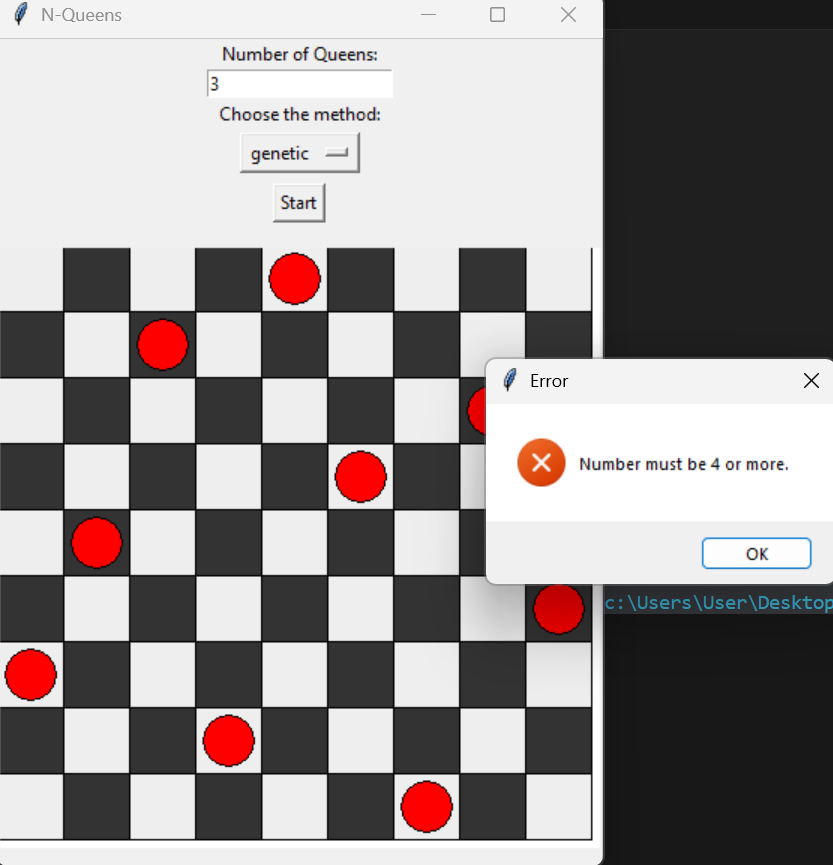 N-Queens
Number of Queens:
3
Choose the method:
genetic
Start
Error
Number must be 4 or more.
OK
c:\Users\User\Desktop